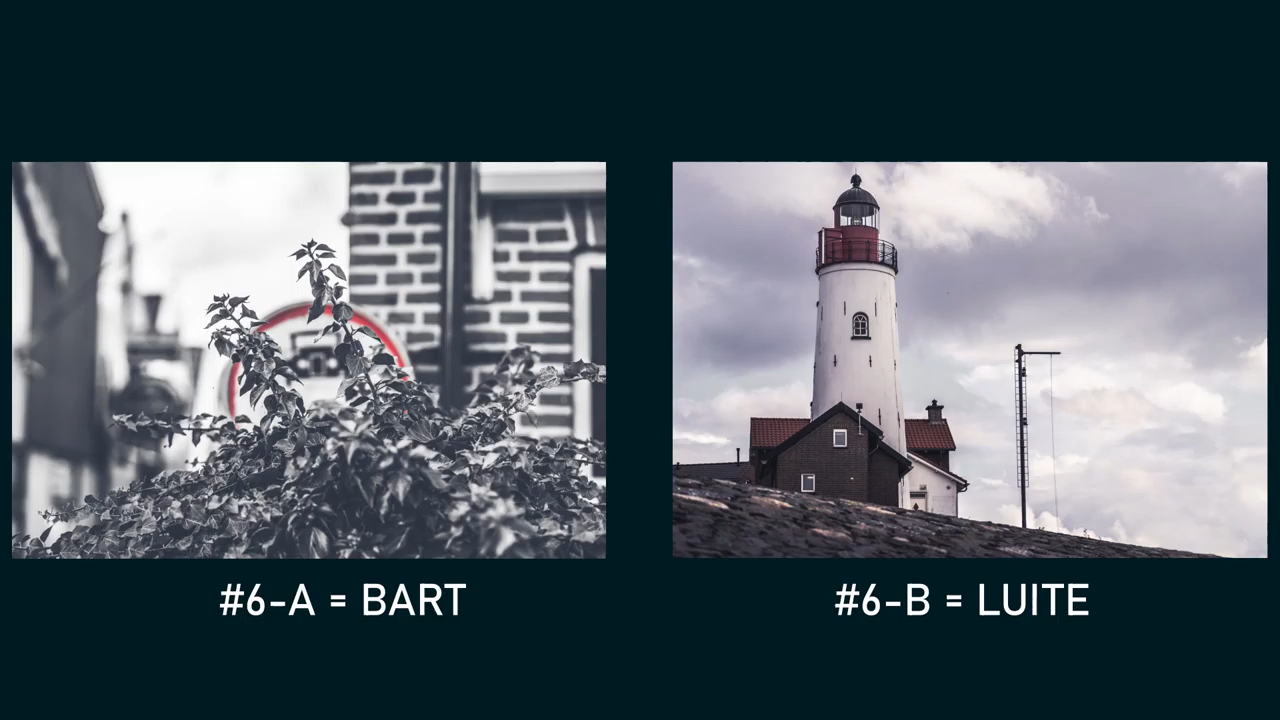 #6-A = BART
#6-B = LUITE